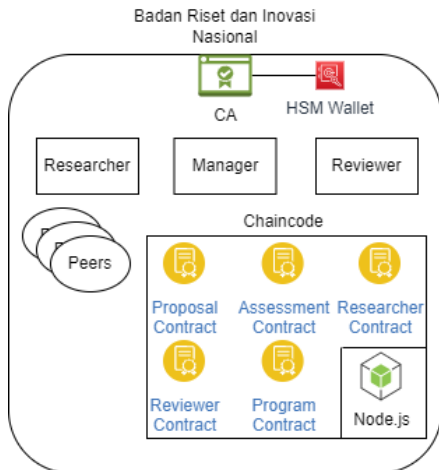 Badan Riset dan Inovasi
Nasional
CA
HSM Wallet
Researcher
Manager
Reviewer
Chaincode
Peers
Proposal
Contract
Assessment
Contract
Researcher
Contract
Reviewer
Contract
Program
Contract
Node.js